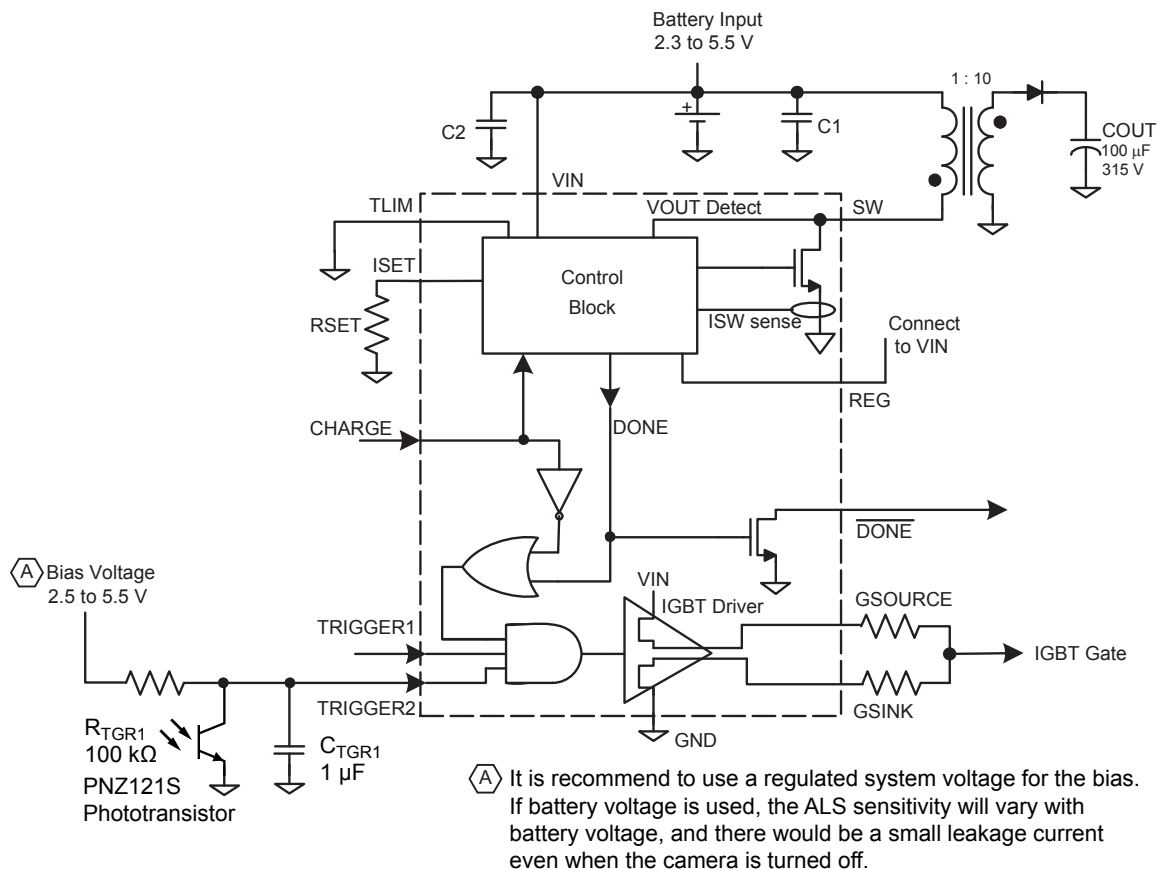 Battery Input
2.3 to 5.5 V
1 : 10
+
C2
C1
COUT
100 µF
315 V
VIN
TLIM
VOUT Detect
SW
ISET
Control
Block
RSET
ISW sense
Connect
to VIN
REG
CHARGE
DONE
DONE
A Bias Voltage
2.5 to 5.5 V
VIN
IGBT Driver
GSOURCE
TRIGGER1
IGBT Gate
TRIGGER2
GSINK
GND
RTGR1
100 kΩ
PNZ121S
Phototransistor
CTGR1
1 µF
A It is recommend to use a regulated system voltage for the bias.
If battery voltage is used, the ALS sensitivity will vary with
battery voltage, and there would be a small leakage current
even when the camera is turned off.